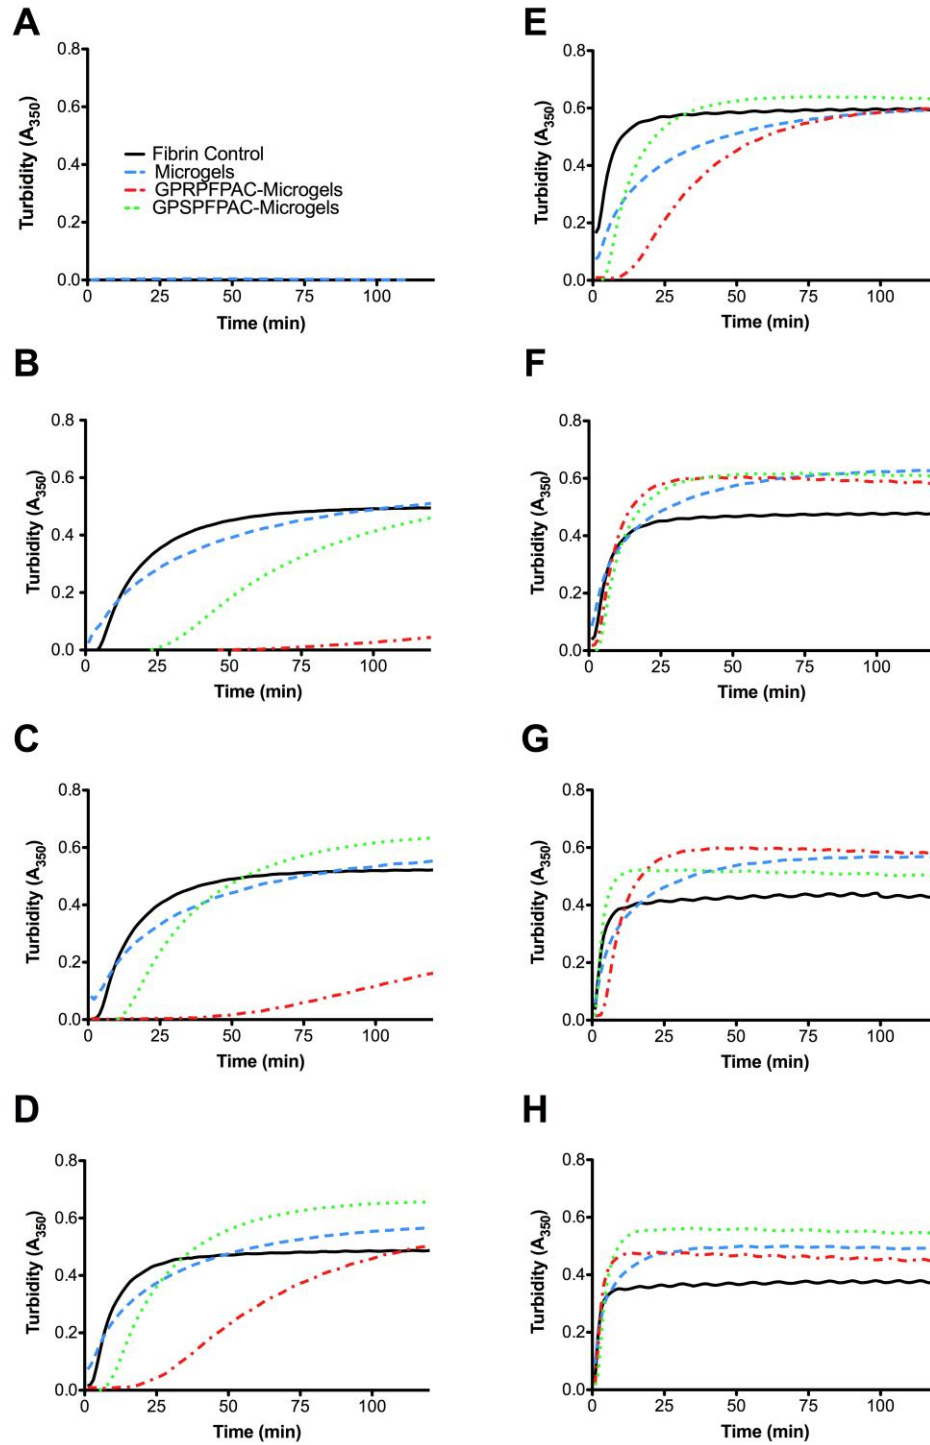 A
Turbidity (A350)
0.8
0.6
0.4
0.2
0.0
Fibrin Control
Microgels
GPRPFPAC-Microgels
GPSPFPAC-Microgels
0 25 50 75 100
Time (min)
B
Turbidity (A350)
0.8
0.6
0.4
0.2
0.0
0 25 50 75 100
Time (min)
C
Turbidity (A350)
0.8
0.6
0.4
0.2
0.0
0 25 50 75 100
Time (min)
D
Turbidity (A350)
0.8
0.6
0.4
0.2
0.0
0 25 50 75 100
Time (min)
E
Turbidity (A350)
0.8
0.6
0.4
0.2
0.0
0 25 50 75 100
Time (min)
F
Turbidity (A350)
0.8
0.6
0.4
0.2
0.0
0 25 50 75 100
Time (min)
G
Turbidity (A350)
0.8
0.6
0.4
0.2
0.0
0 25 50 75 100
Time (min)
H
Turbidity (A350)
0.8
0.6
0.4
0.2
0.0
0 25 50 75 100
Time (min)